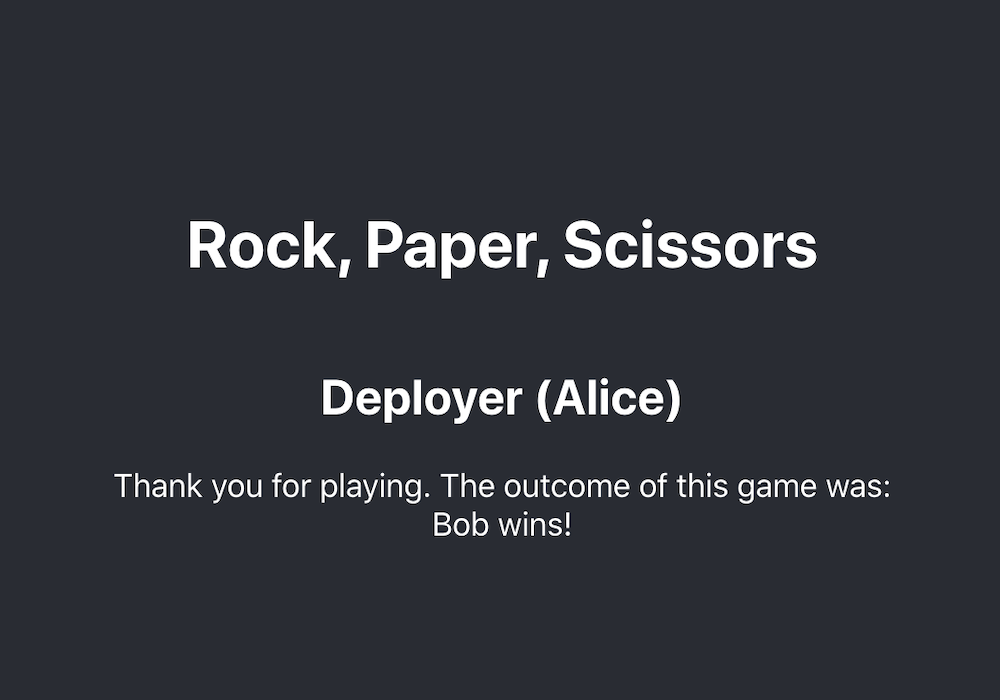 Rock, Paper, Scissors
Deployer (Alice)
Thank you for playing. The outcome of this game was:
Bob wins!